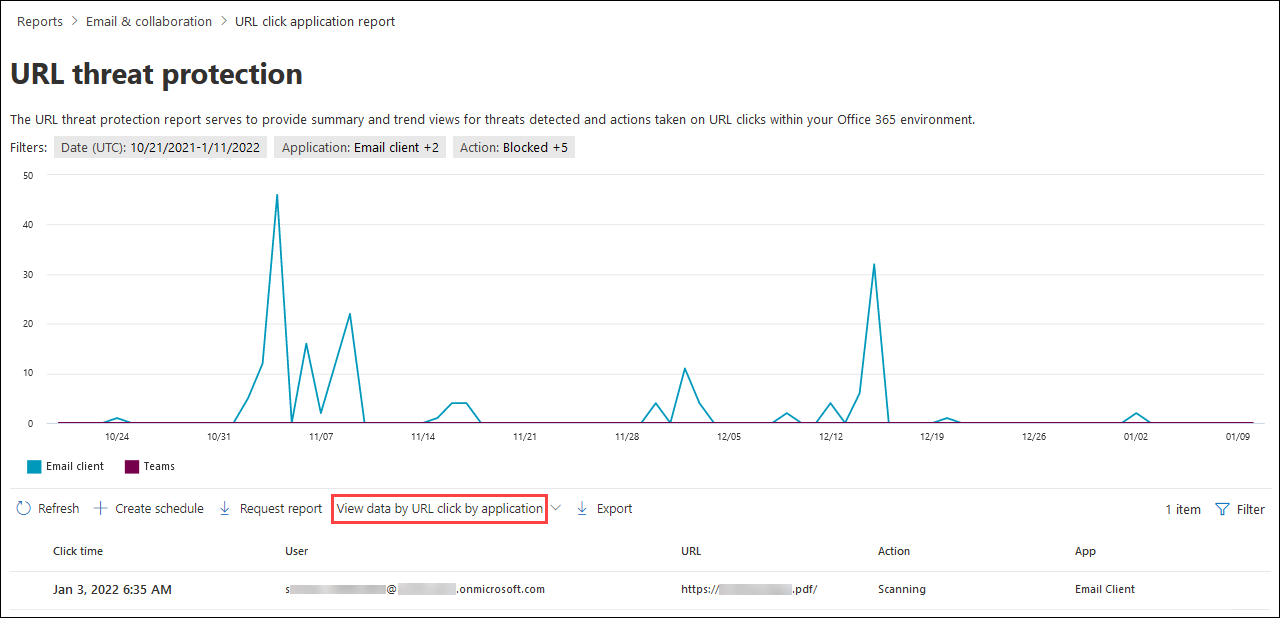 Reports > Email & collaboration > URL click application report
URL threat protection
The URL threat protection report serves to provide summary and trend views for threats detected and actions taken on URL clicks within your Office 365 environment.
Filters: Date (UTC): 10/21/2021-1/11/2022 Application: Email client +2 Action: Blocked +5
50
40
30
20
10
0
10/24 10/31 11/07 11/14 11/21 11/28 12/05 12/12 12/19 12/26 01/02 01/09
Email client Teams
Refresh Create schedule Request report View data by URL click by application Export 1 item Filter
Click time User URL Action App
Jan 3, 2022 6:35 AM s @ .onmicrosoft.com https:// .pdf/ Scanning Email Client